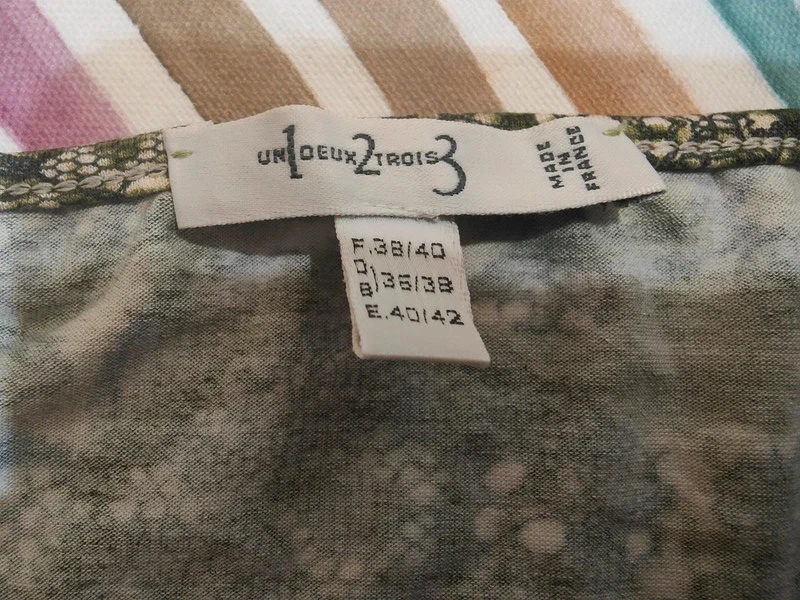 UN1DEUX2TROIS3
MADE
IN
FRANCE
F.38/40
D
B)36/38
E.40/42